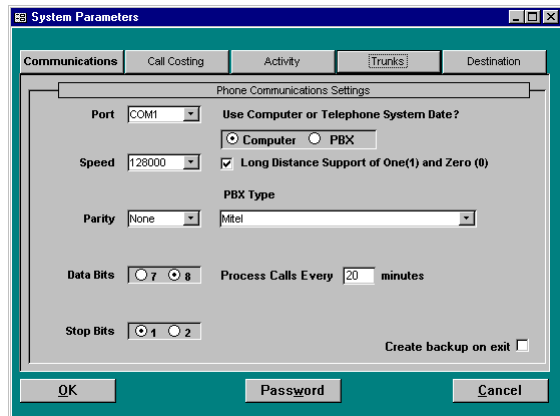 System Parameters
Communications Call Costing Activity Trunks Destination
Phone Communications Settings
Port COM1 Use Computer or Telephone System Date?
Computer PBX
Speed 128000 Long Distance Support of One(1) and Zero (0)
PBX Type
Parity None Mitel
Data Bits 7 8 Process Calls Every 20 minutes
Stop Bits 1 2
Create backup on exit
OK Password Cancel